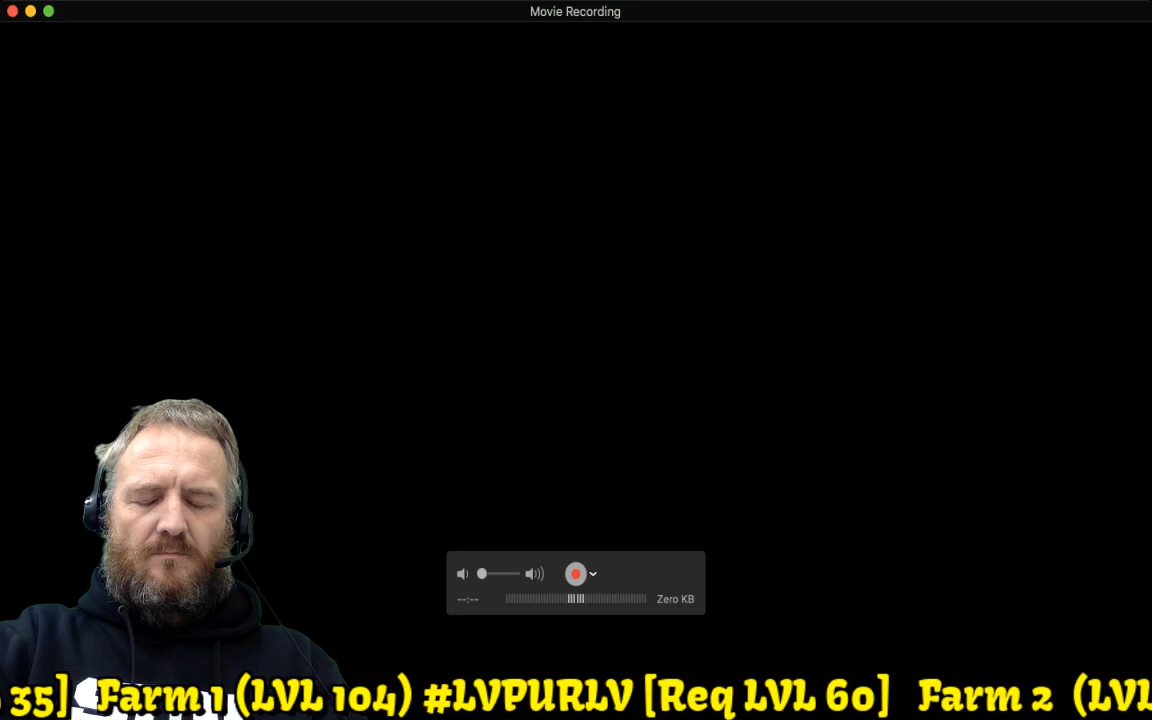 Movie Recording
--:--
Zero KB
35] Farm 1 (LVL 104) #LVPURLV [Req LVL 60] Farm 2 (LVL